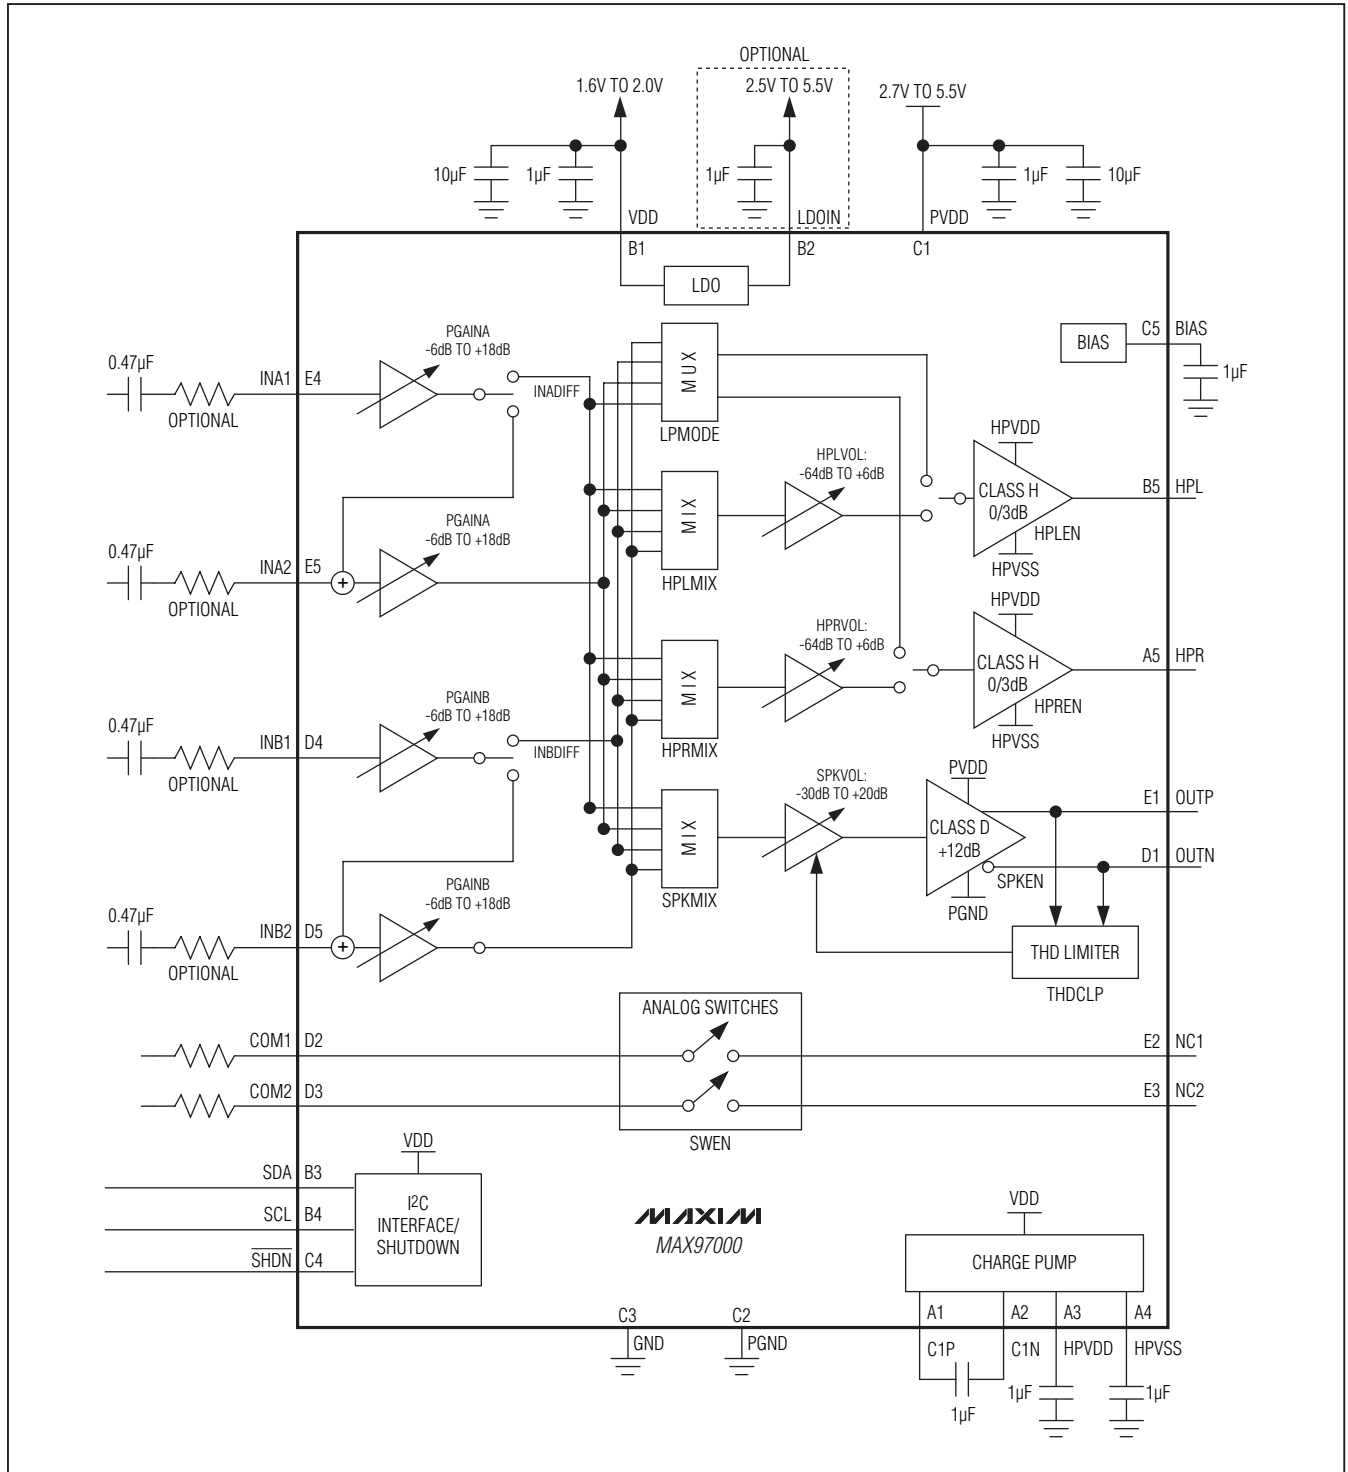 OPTIONAL
1.6V TO 2.0V
2.5V TO 5.5V
2.7V TO 5.5V
10µF
1µF
1µF
1µF
10µF
VDD
LDOIN
PVDD
B1
B2
C1
LDO
BIAS
C5
BIAS
1µF
0.47µF
OPTIONAL
INA1
E4
PGAINA
-6dB TO +18dB
INADIFF
MUX
LPMODE
0.47µF
OPTIONAL
INA2
E5
+
PGAINA
-6dB TO +18dB
MIX
HPLMIX
HPLVOL:
-64dB TO +6dB
HPVDD
CLASS H
0/3dB
HPLEN
HPVSS
B5
HPL
MIX
HPRMIX
HPRVOL:
-64dB TO +6dB
HPVDD
CLASS H
0/3dB
HPREN
HPVSS
A5
HPR
0.47µF
OPTIONAL
INB1
D4
PGAINB
-6dB TO +18dB
INBDIFF
MIX
SPKMIX
SPKVOL:
-30dB TO +20dB
PVDD
CLASS D
+12dB
SPKEN
PGND
E1
OUTP
D1
OUTN
THD LIMITER
THDCLP
0.47µF
OPTIONAL
INB2
D5
+
PGAINB
-6dB TO +18dB
ANALOG SWITCHES
COM1
D2
E2
NC1
COM2
D3
E3
NC2
SWEN
VDD
SDA
B3
SCL
B4
SHDN
C4
I²C
INTERFACE/
SHUTDOWN
MAXIM
MAX97000
VDD
CHARGE PUMP
C3
GND
C2
PGND
A1
A2
A3
A4
C1P
C1N
HPVDD
HPVSS
1µF
1µF
1µF